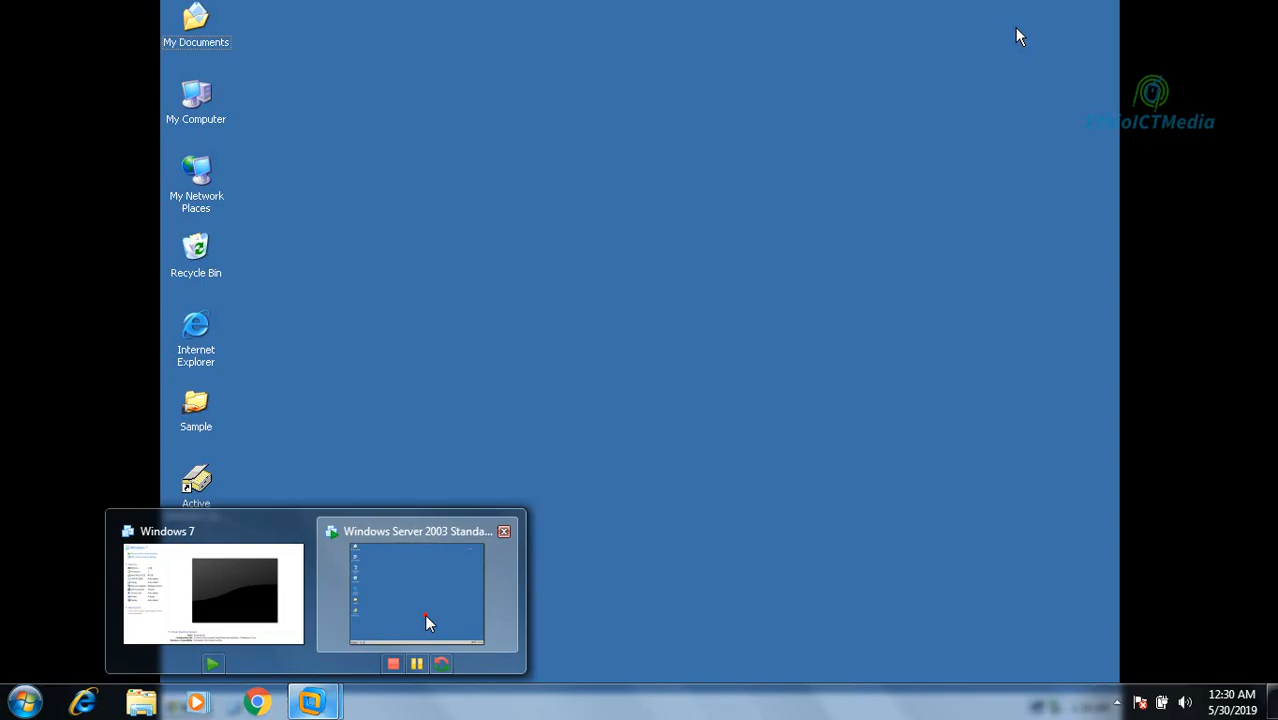 My Documents
My Computer
My Network
Places
Recycle Bin
Internet
Explorer
Sample
Active
Windows 7
Windows Server 2003 Standa...
12:30 AM
5/30/2019